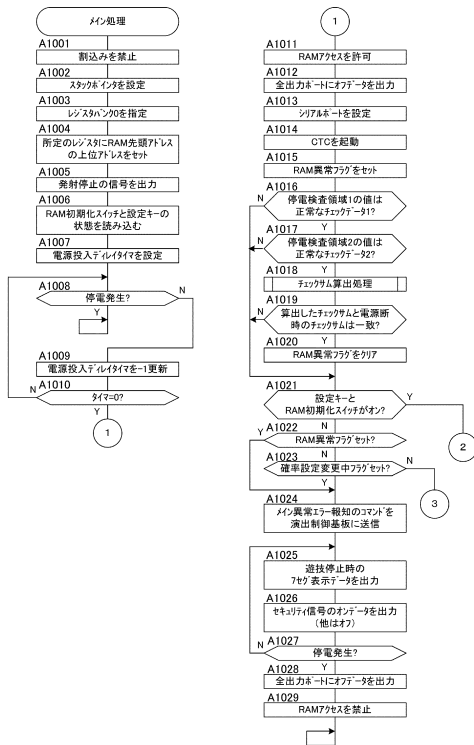 メイン処理
A1001
割込みを禁止
A1002
スタックポインタを設定
A1003
レジスタバンク0を指定
A1004
所定のレジスタにRAM先頭アドレス
の上位アドレスをセット
A1005
発射停止の信号を出力
A1006
RAM初期化スイッチと設定キーの
状態を読み込む
A1007
電源投入ディレイタイマを設定
A1008
停電発生?
N
Y
A1009
電源投入ディレイタイマを-1更新
A1010
N
タイマ=0?
Y
1
1
A1011
RAMアクセスを許可
A1012
全出力ポートにオフデータを出力
A1013
シリアルポートを設定
A1014
CTCを起動
A1015
RAM異常フラグをセット
A1016
N
停電検査領域1の値は
正常なチェックデータ1?
Y
A1017
N
停電検査領域2の値は
正常なチェックデータ2?
Y
A1018
チェックサム算出処理
A1019
N
算出したチェックサムと電源断
時のチェックサムは一致?
Y
A1020
RAM異常フラグをクリア
A1021
設定キーと
RAM初期化スイッチがオン?
Y
2
N
A1022
Y
RAM異常フラグセット?
N
A1023
確率設定変更中フラグセット?
N
3
Y
A1024
メイン異常エラー報知のコマンドを
演出制御基板に送信
A1025
遊技停止時の
7セグ表示データを出力
A1026
セキュリティ信号のオンデータを出力
(他はオフ)
A1027
N
停電発生?
Y
A1028
全出力ポートにオフデータを出力
A1029
RAMアクセスを禁止